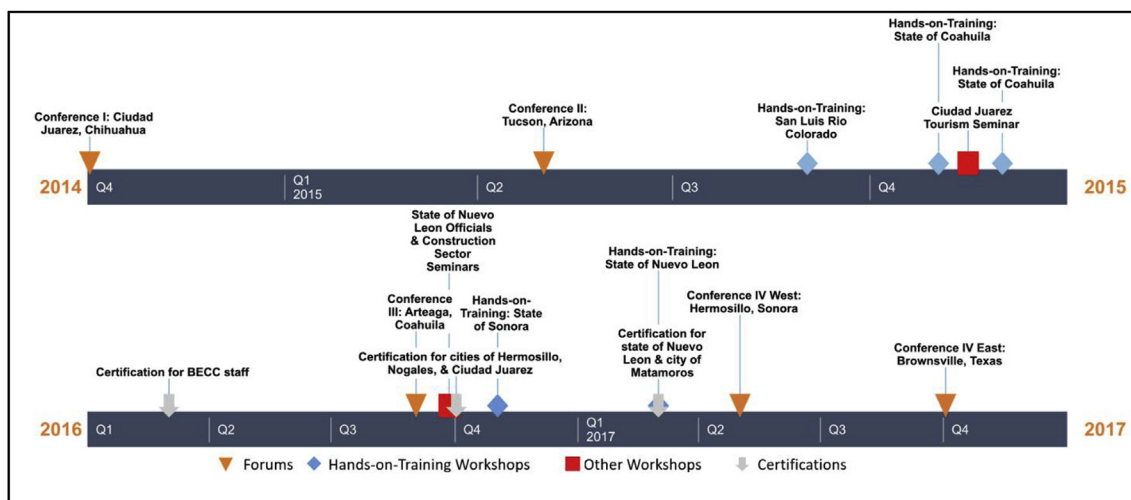 Hands-on-Training:
State of Coahuila
Hands-on-Training:
State of Coahuila
Conference I: Ciudad
Juarez, Chihuahua
Conference II:
Tucson, Arizona
Hands-on-Training:
San Luis Rio
Colorado
Ciudad Juarez
Tourism Seminar
2014
Q4
Q1
2015
Q2
Q3
Q4
2015
State of Nuevo
Leon Officials
& Construction
Sector
Seminars
Hands-on-Training:
State of Nuevo Leon
Conference
III: Arteaga,
Coahuila
Hands-on-
Training: State
of Sonora
Conference IV West:
Hermosillo, Sonora
Certification for BECC staff
Certification for cities of Hermosillo,
Nogales, & Ciudad Juarez
Certification for
state of Nuevo
Leon & city of
Matamoros
Conference IV East:
Brownsville, Texas
2016
Q1
Q2
Q3
Q4
Q1
2017
Q2
Q3
Q4
2017
Forums
Hands-on-Training Workshops
Other Workshops
Certifications